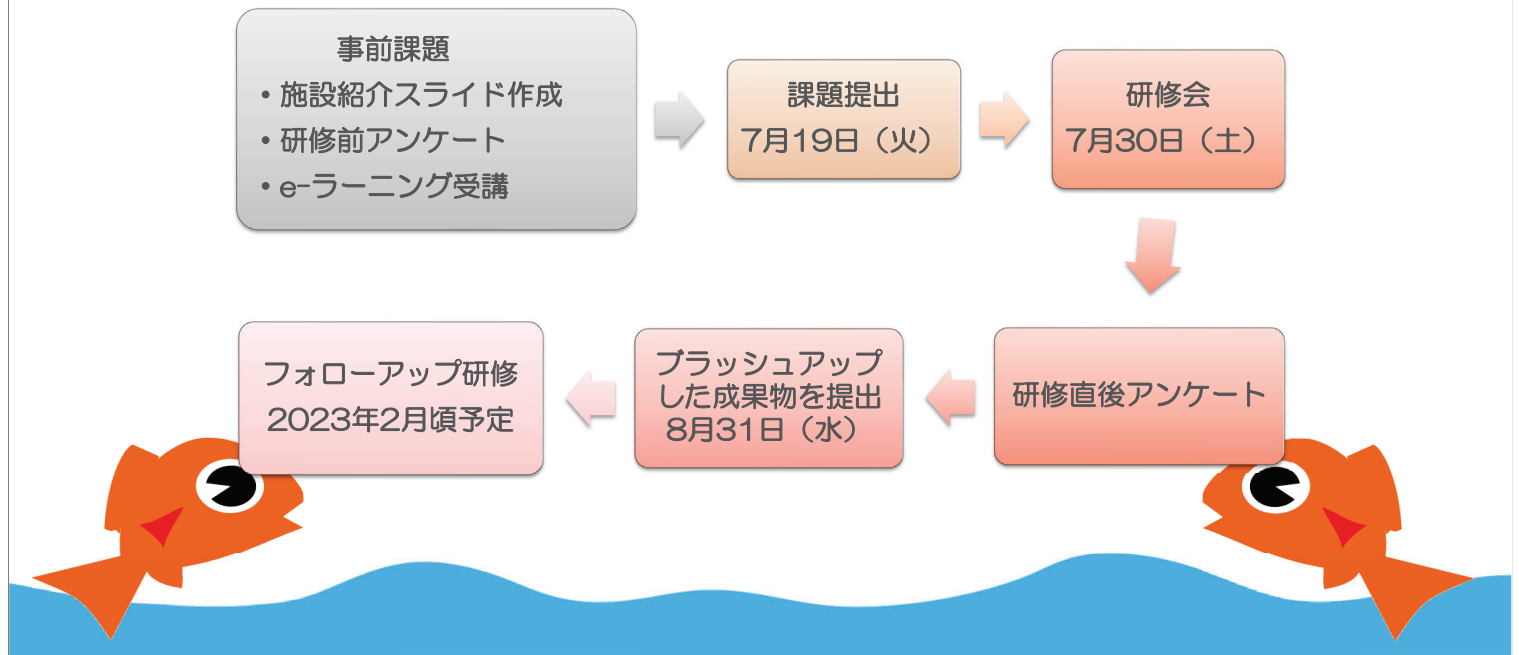 事前課題
•施設紹介スライド作成
•研修前アンケート
•e-ラーニング受講
課題提出
7月19日（火）
研修会
7月30日（土）
研修直後アンケート
ブラッシュアップ
した成果物を提出
8月31日（水）
フォローアップ研修
2023年2月頃予定